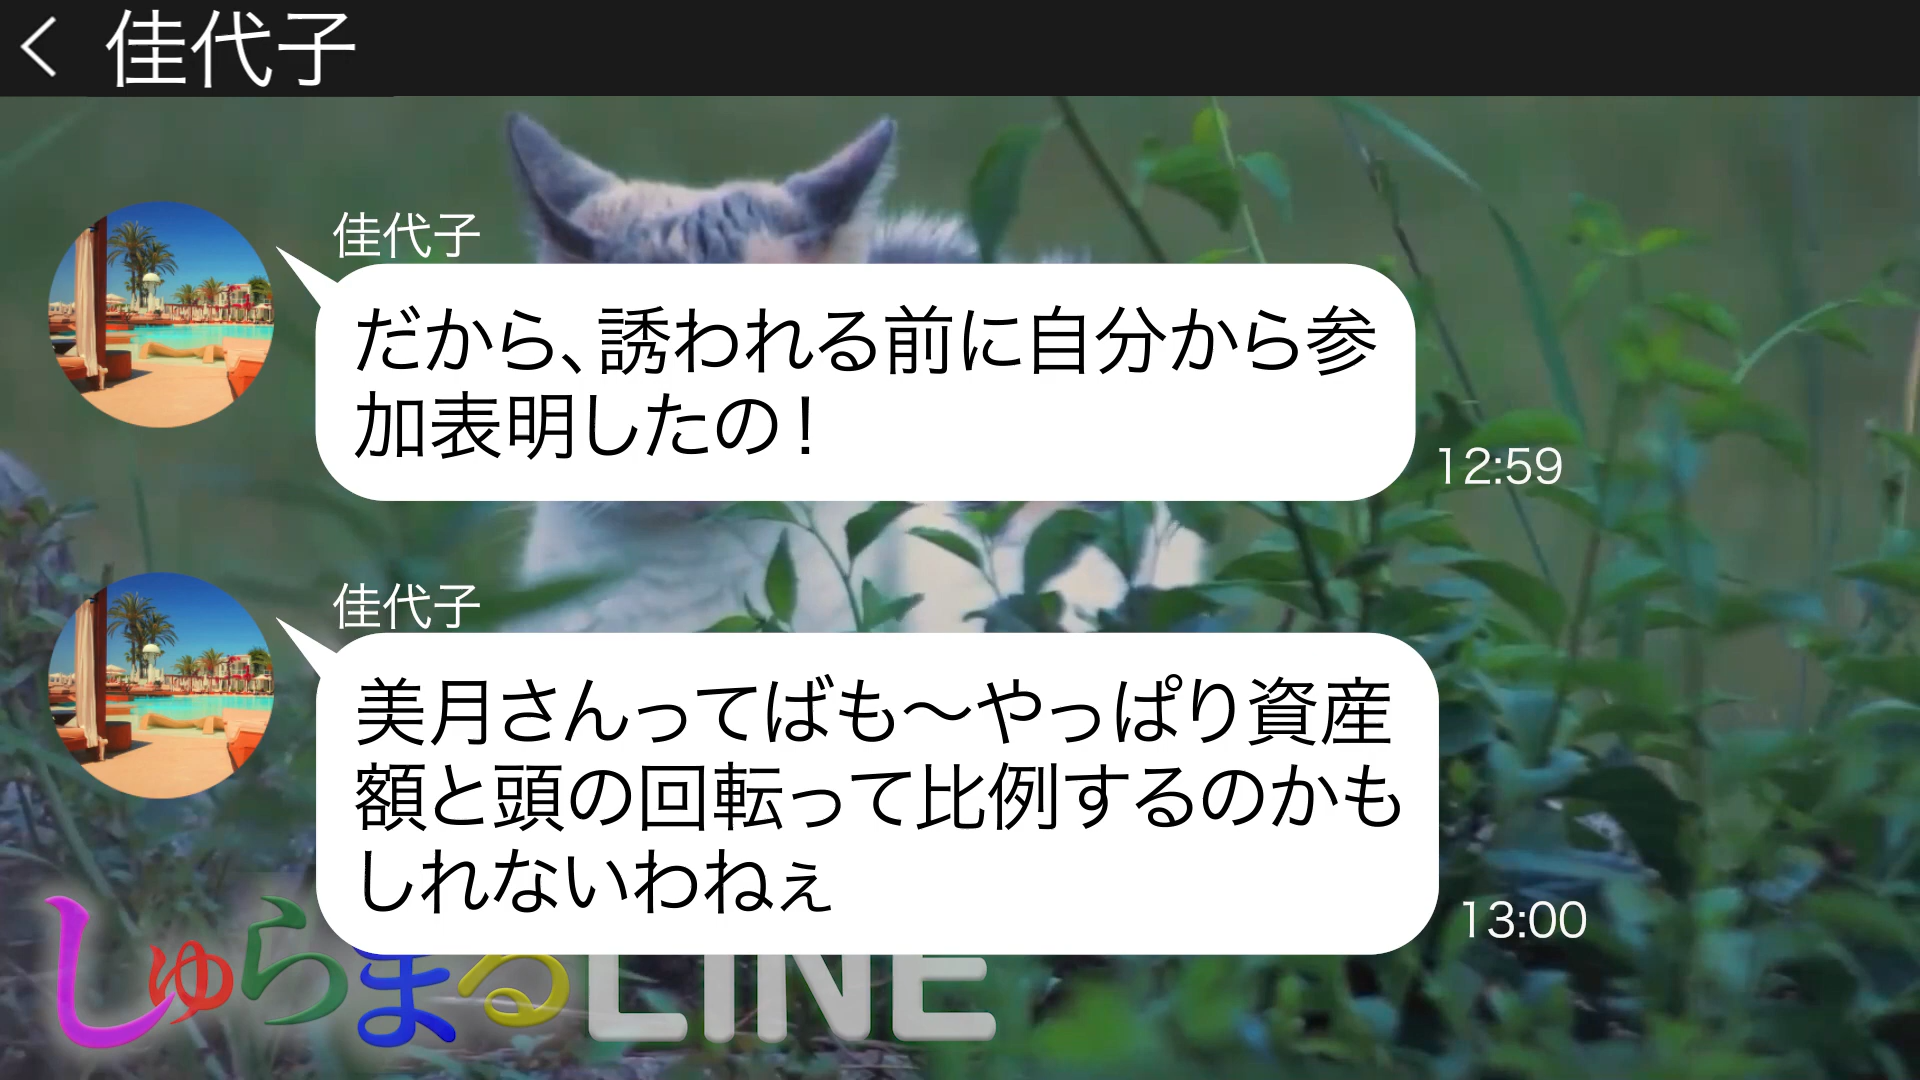 佳代子
佳代子
だから、誘われる前に自分から参
加表明したの！
12:59
佳代子
美月さんってばも〜やっぱり資産
額と頭の回転って比例するのかも
しれないわねぇ
13:00
しゅらまるLINE